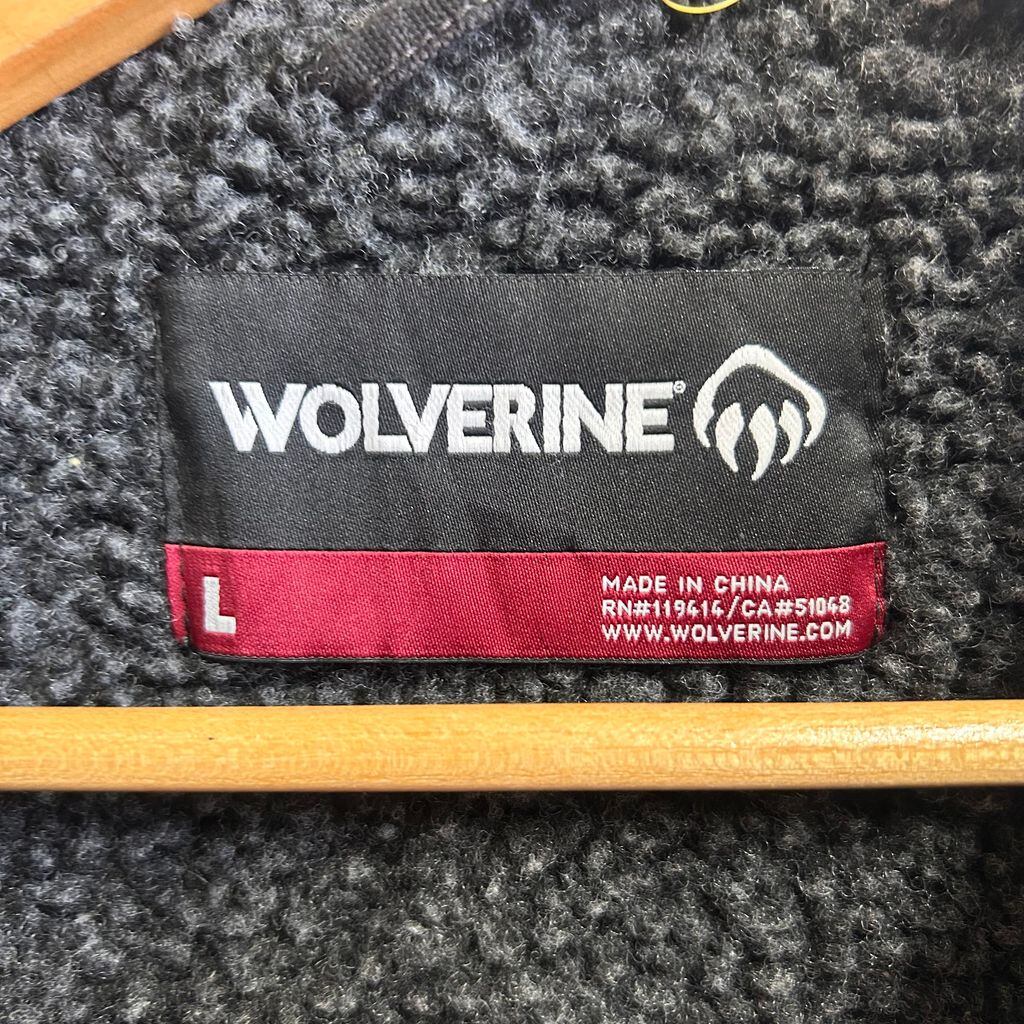 WOLVERINE®
L
MADE IN CHINA
RN#119414/CA#51048
WWW.WOLVERINE.COM